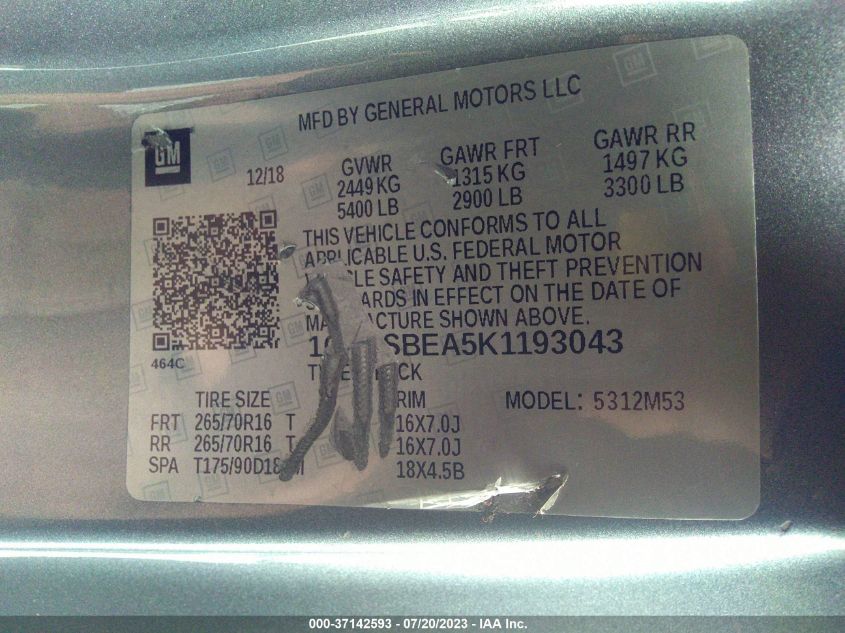 MFD BY GENERAL MOTORS LLC
GM
12/18
GVWR
2449 KG
5400 LB
GAWR FRT
1315 KG
2900 LB
GAWR RR
1497 KG
3300 LB
THIS VEHICLE CONFORMS TO ALL
APPLICABLE U.S. FEDERAL MOTOR
SAFETY AND THEFT PREVENTION
IN EFFECT ON THE DATE OF
SHOWN ABOVE.
SBEA5K1193043
464C
TIRE SIZE
RIM
MODEL: 5312M53
FRT 265/70R16 T 16X7.0J
RR 265/70R16 T 16X7.0J
SPA T175/90D18 18X4.5B
000-37142593 - 07/20/2023 - IAA Inc.